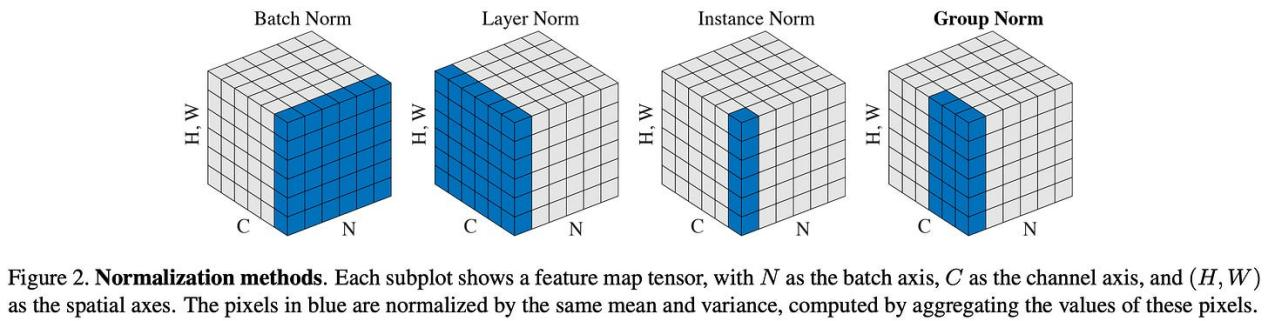 Batch Norm
Layer Norm
Instance Norm
Group Norm
H, W
C
N
H, W
C
N
H, W
C
N
H, W
C
N
Figure 2. Normalization methods. Each subplot shows a feature map tensor, with N as the batch axis, C as the channel axis, and (H, W)
as the spatial axes. The pixels in blue are normalized by the same mean and variance, computed by aggregating the values of these pixels.